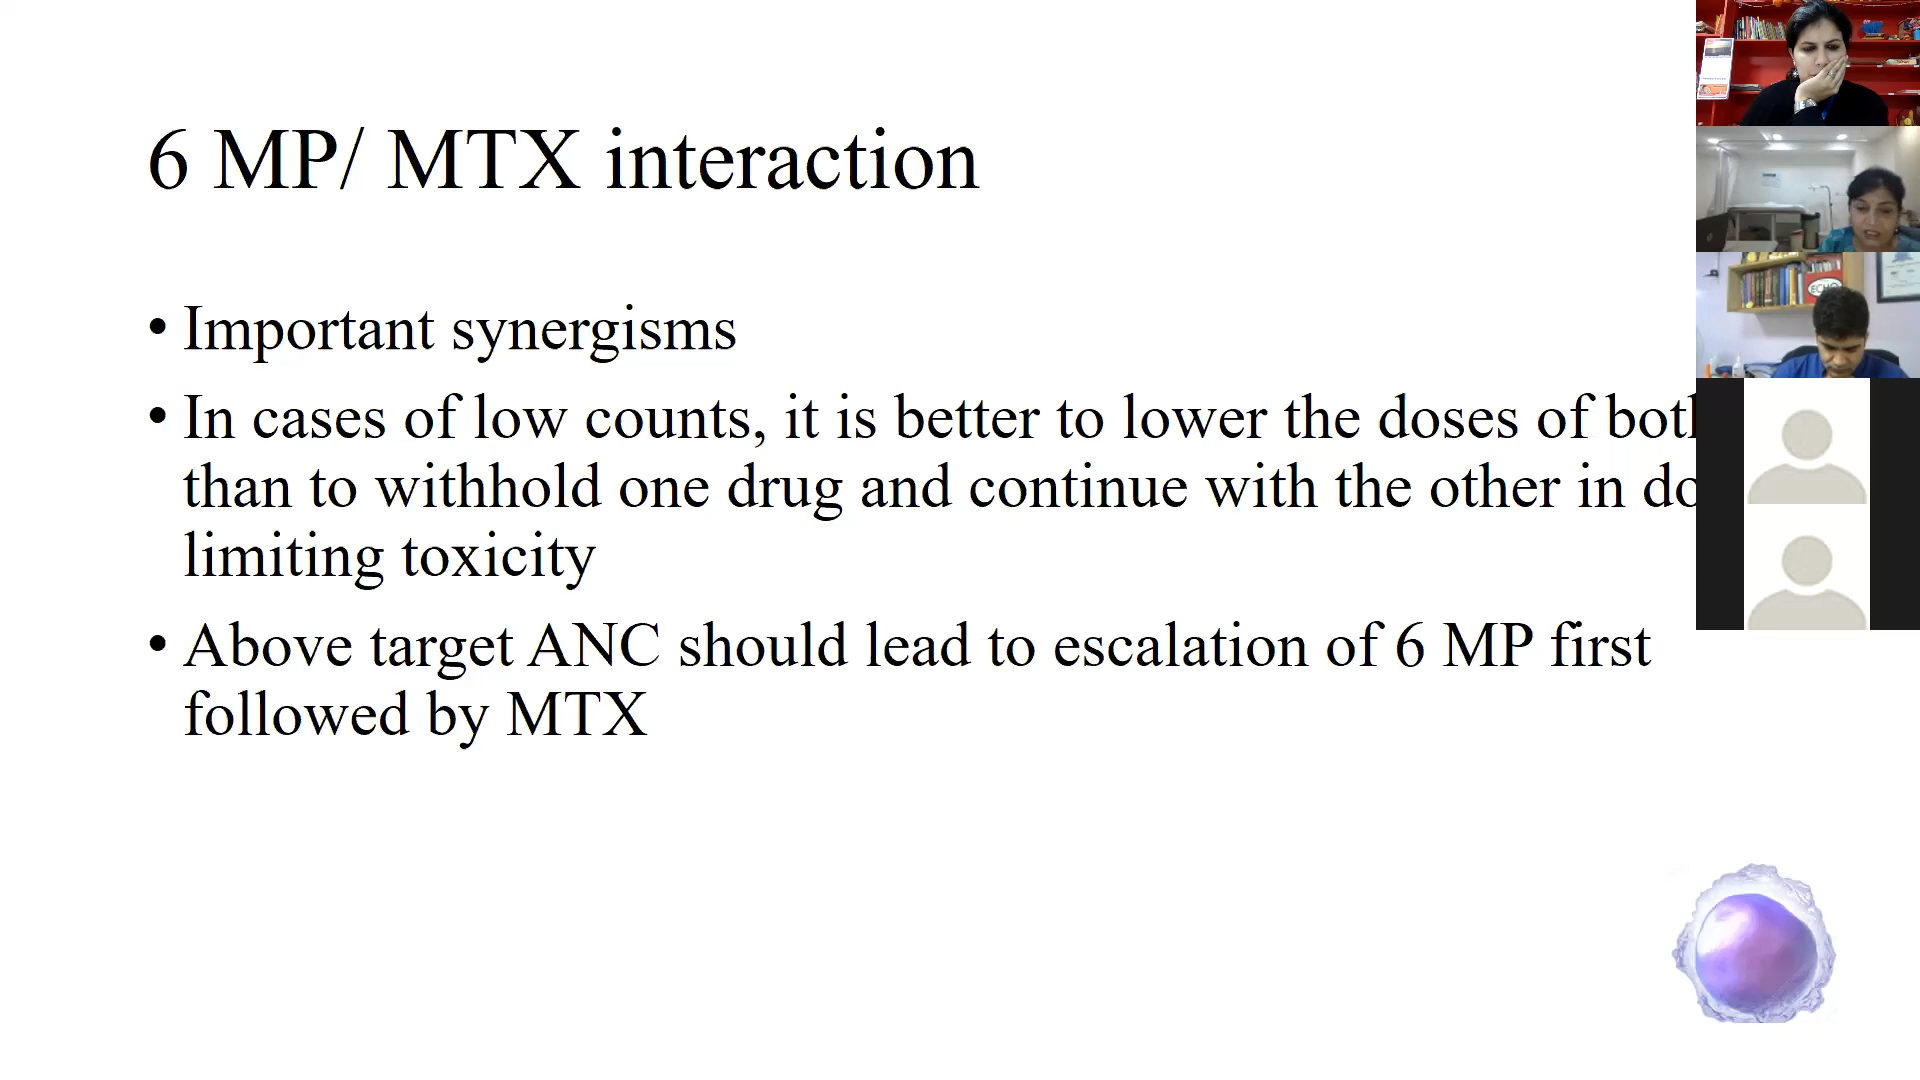 6 MP/ MTX interaction
• Important synergisms
• In cases of low counts, it is better to lower the doses of
than to withhold one drug and continue with the other in
limiting toxicity
• Above target ANC should lead to escalation of 6 MP first
followed by MTX
ECHO